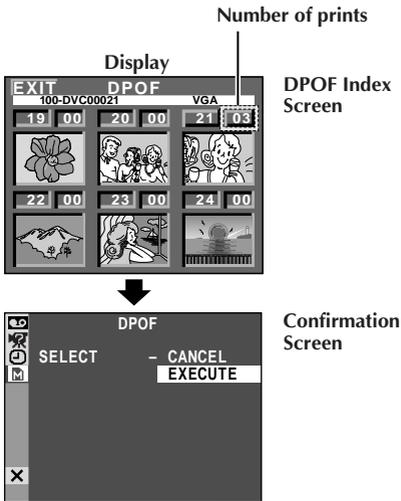 Number of prints
Display
DPOF Index
Screen
EXIT DPOF
100-DVC00021 VGA
19 00 20 00 21 03
22 00 23 00 24 00
Confirmation
Screen
DPOF
SELECT – CANCEL
EXECUTE
M
X